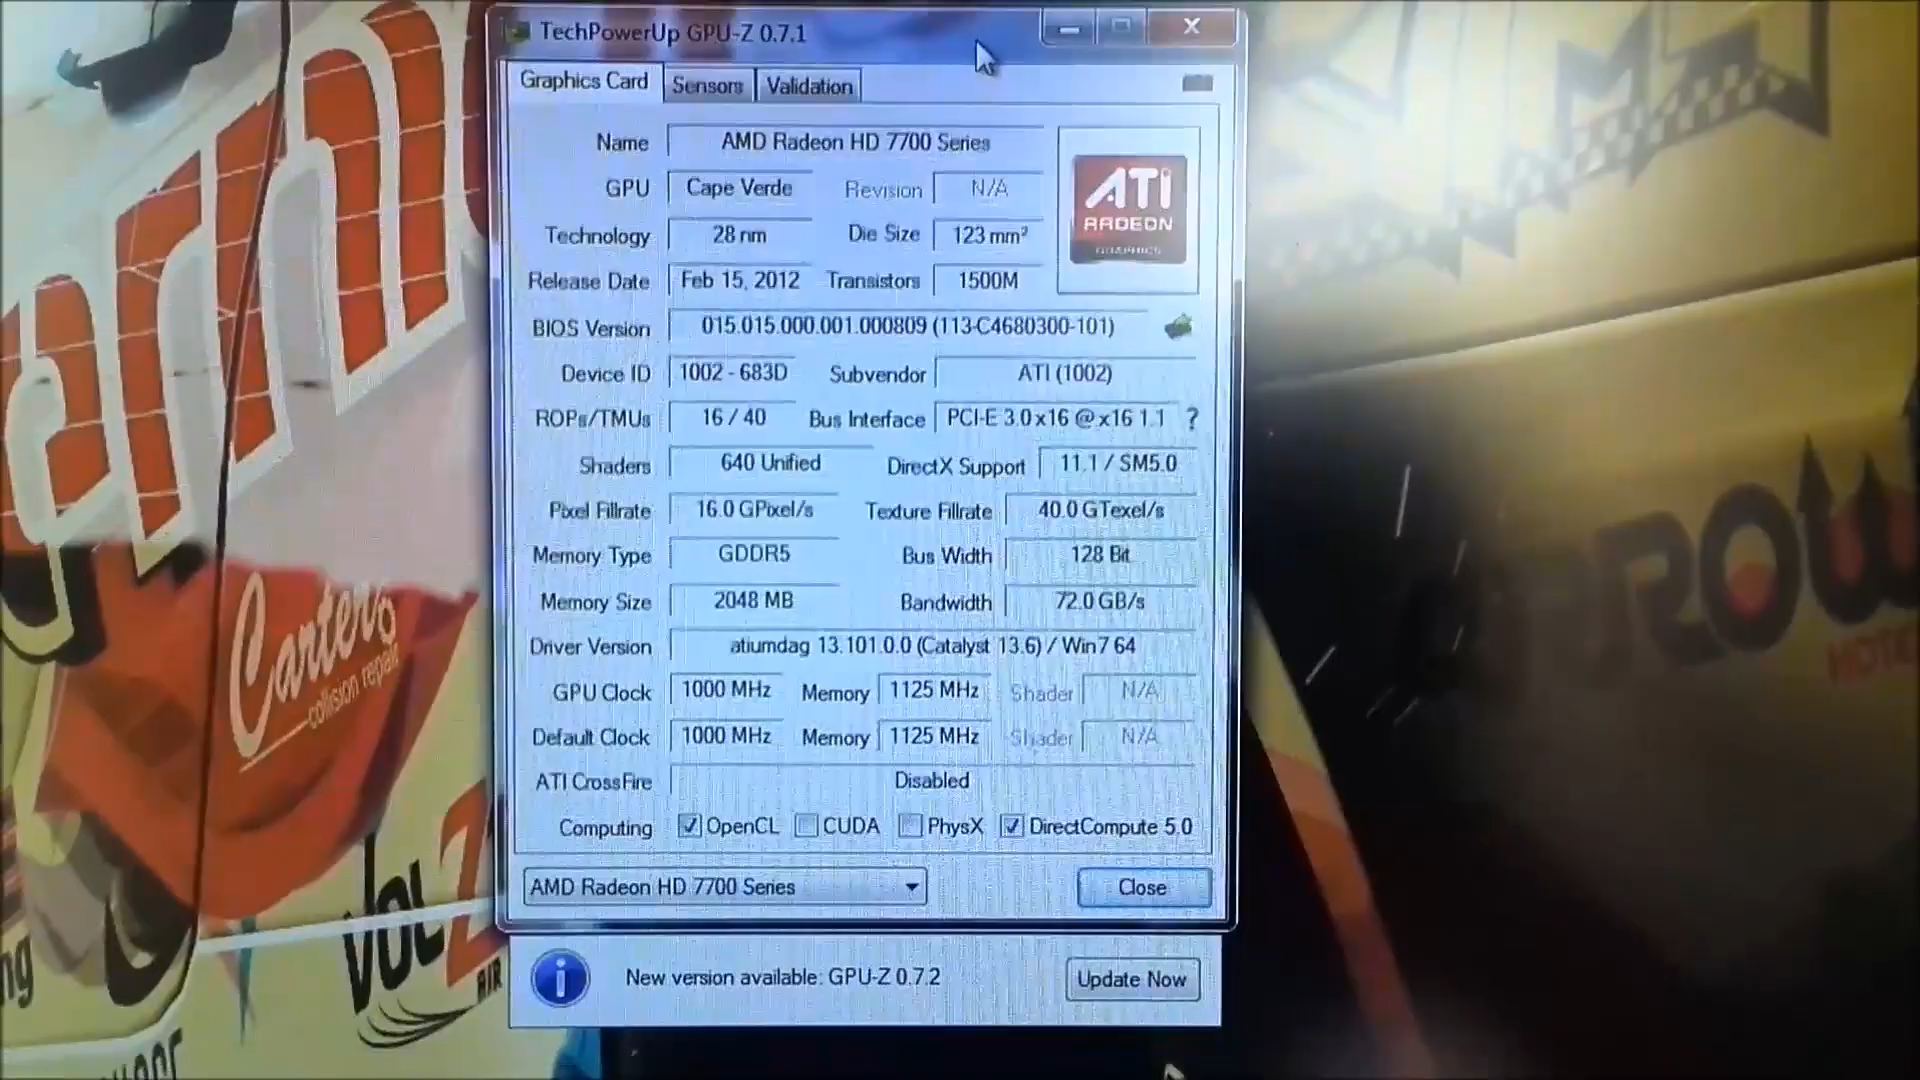 TechPowerUp GPU-Z 0.7.1
Graphics Card Sensors Validation
Name AMD Radeon HD 7700 Series
GPU Cape Verde Revision N/A
Technology 28 nm Die Size 123 mm²
Release Date Feb 15, 2012 Transistors 1500M
ATI
RADEON
GRAPHICS
BIOS Version 015.015.000.001.000809 (113-C4680300-101)
Device ID 1002 - 683D Subvendor ATI (1002)
ROPs/TMUs 16 / 40 Bus Interface PCI-E 3.0 x16 @ x16 1.1 ?
Shaders 640 Unified DirectX Support 11.1 / SM5.0
Pixel Fillrate 16.0 GPixel/s Texture Fillrate 40.0 GTexel/s
Memory Type GDDR5 Bus Width 128 Bit
Memory Size 2048 MB Bandwidth 72.0 GB/s
Driver Version atiumdag 13.101.0.0 (Catalyst 13.6) / Win7 64
GPU Clock 1000 MHz Memory 1125 MHz Shader N/A
Default Clock 1000 MHz Memory 1125 MHz Shader N/A
ATI CrossFire Disabled
Computing OpenCL CUDA PhysX DirectCompute 5.0
AMD Radeon HD 7700 Series Close
New version available: GPU-Z 0.7.2 Update Now
Carter
collision repair
AIR